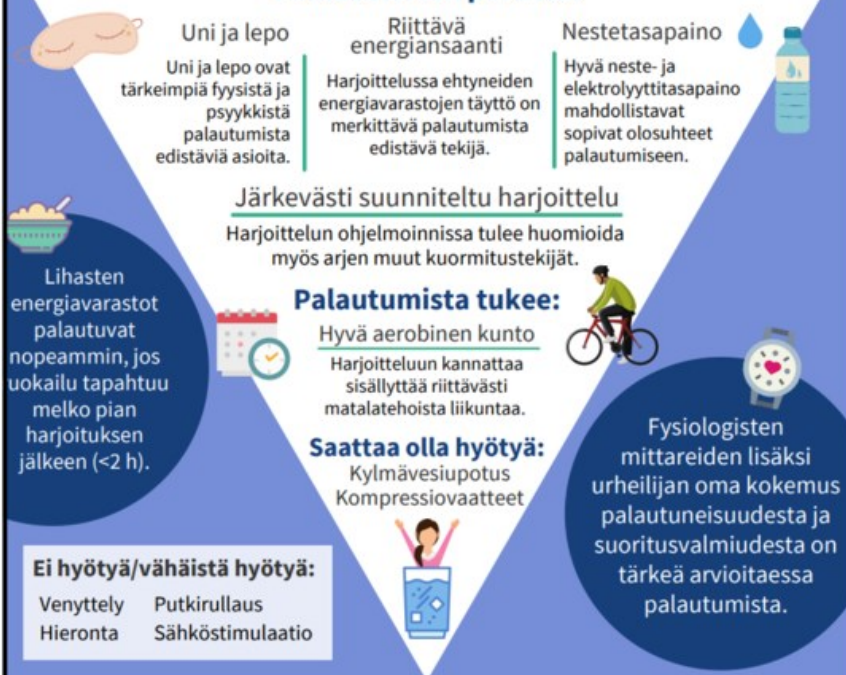 Uni ja lepo
Uni ja lepo ovat
tärkeimpiä fyysistä ja
psyykkistä
palautumista
edistäviä asioita.
Riittävä
energiansaanti
Harjoittelussa ehtyneiden
energiavarastojen täyttö on
merkittävä palautumista
edistävä tekijä.
Nestetasapaino
Hyvä neste- ja
elektrolyyttitasapaino
mahdollistavat
sopivat olosuhteet
palautumiseen.
Järkevästi suunniteltu harjoittelu
Harjoittelun ohjelmoinnissa tulee huomioida
myös arjen muut kuormitustekijät.
Lihasten
energiavarastot
palautuvat
nopeammin, jos
uokailu tapahtuu
melko pian
harjoituksen
jälkeen (<2 h).
Palautumista tukee:
Hyvä aerobinen kunto
Harjoitteluun kannattaa
sisällyttää riittävästi
matalatehoista liikuntaa.
Saattaa olla hyötyä:
Kylmävesiupotus
Kompressiovaatteet
Fysiologisten
mittareiden lisäksi
urheilijan oma kokemus
palautuneisuudesta ja
suoritusvalmiudesta on
tärkeä arvioitaessa
palautumista.
Ei hyötyä/vähäistä hyötyä:
Venyttely Putkirullaus
Hieronta Sähköstimulaatio